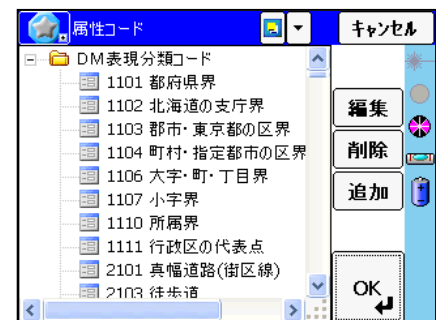 属性コード
キャンセル
DM表現分類コード
1101 都府県界
1102 北海道の支庁界
1103 郡市・東京都の区界
1104 町村・指定都市の区界
1106 大字・町・丁目界
1107 小字界
1110 所属界
1111 行政区の代表点
2101 真幅道路(街区線)
2103 徒歩道
編集
削除
追加
OK